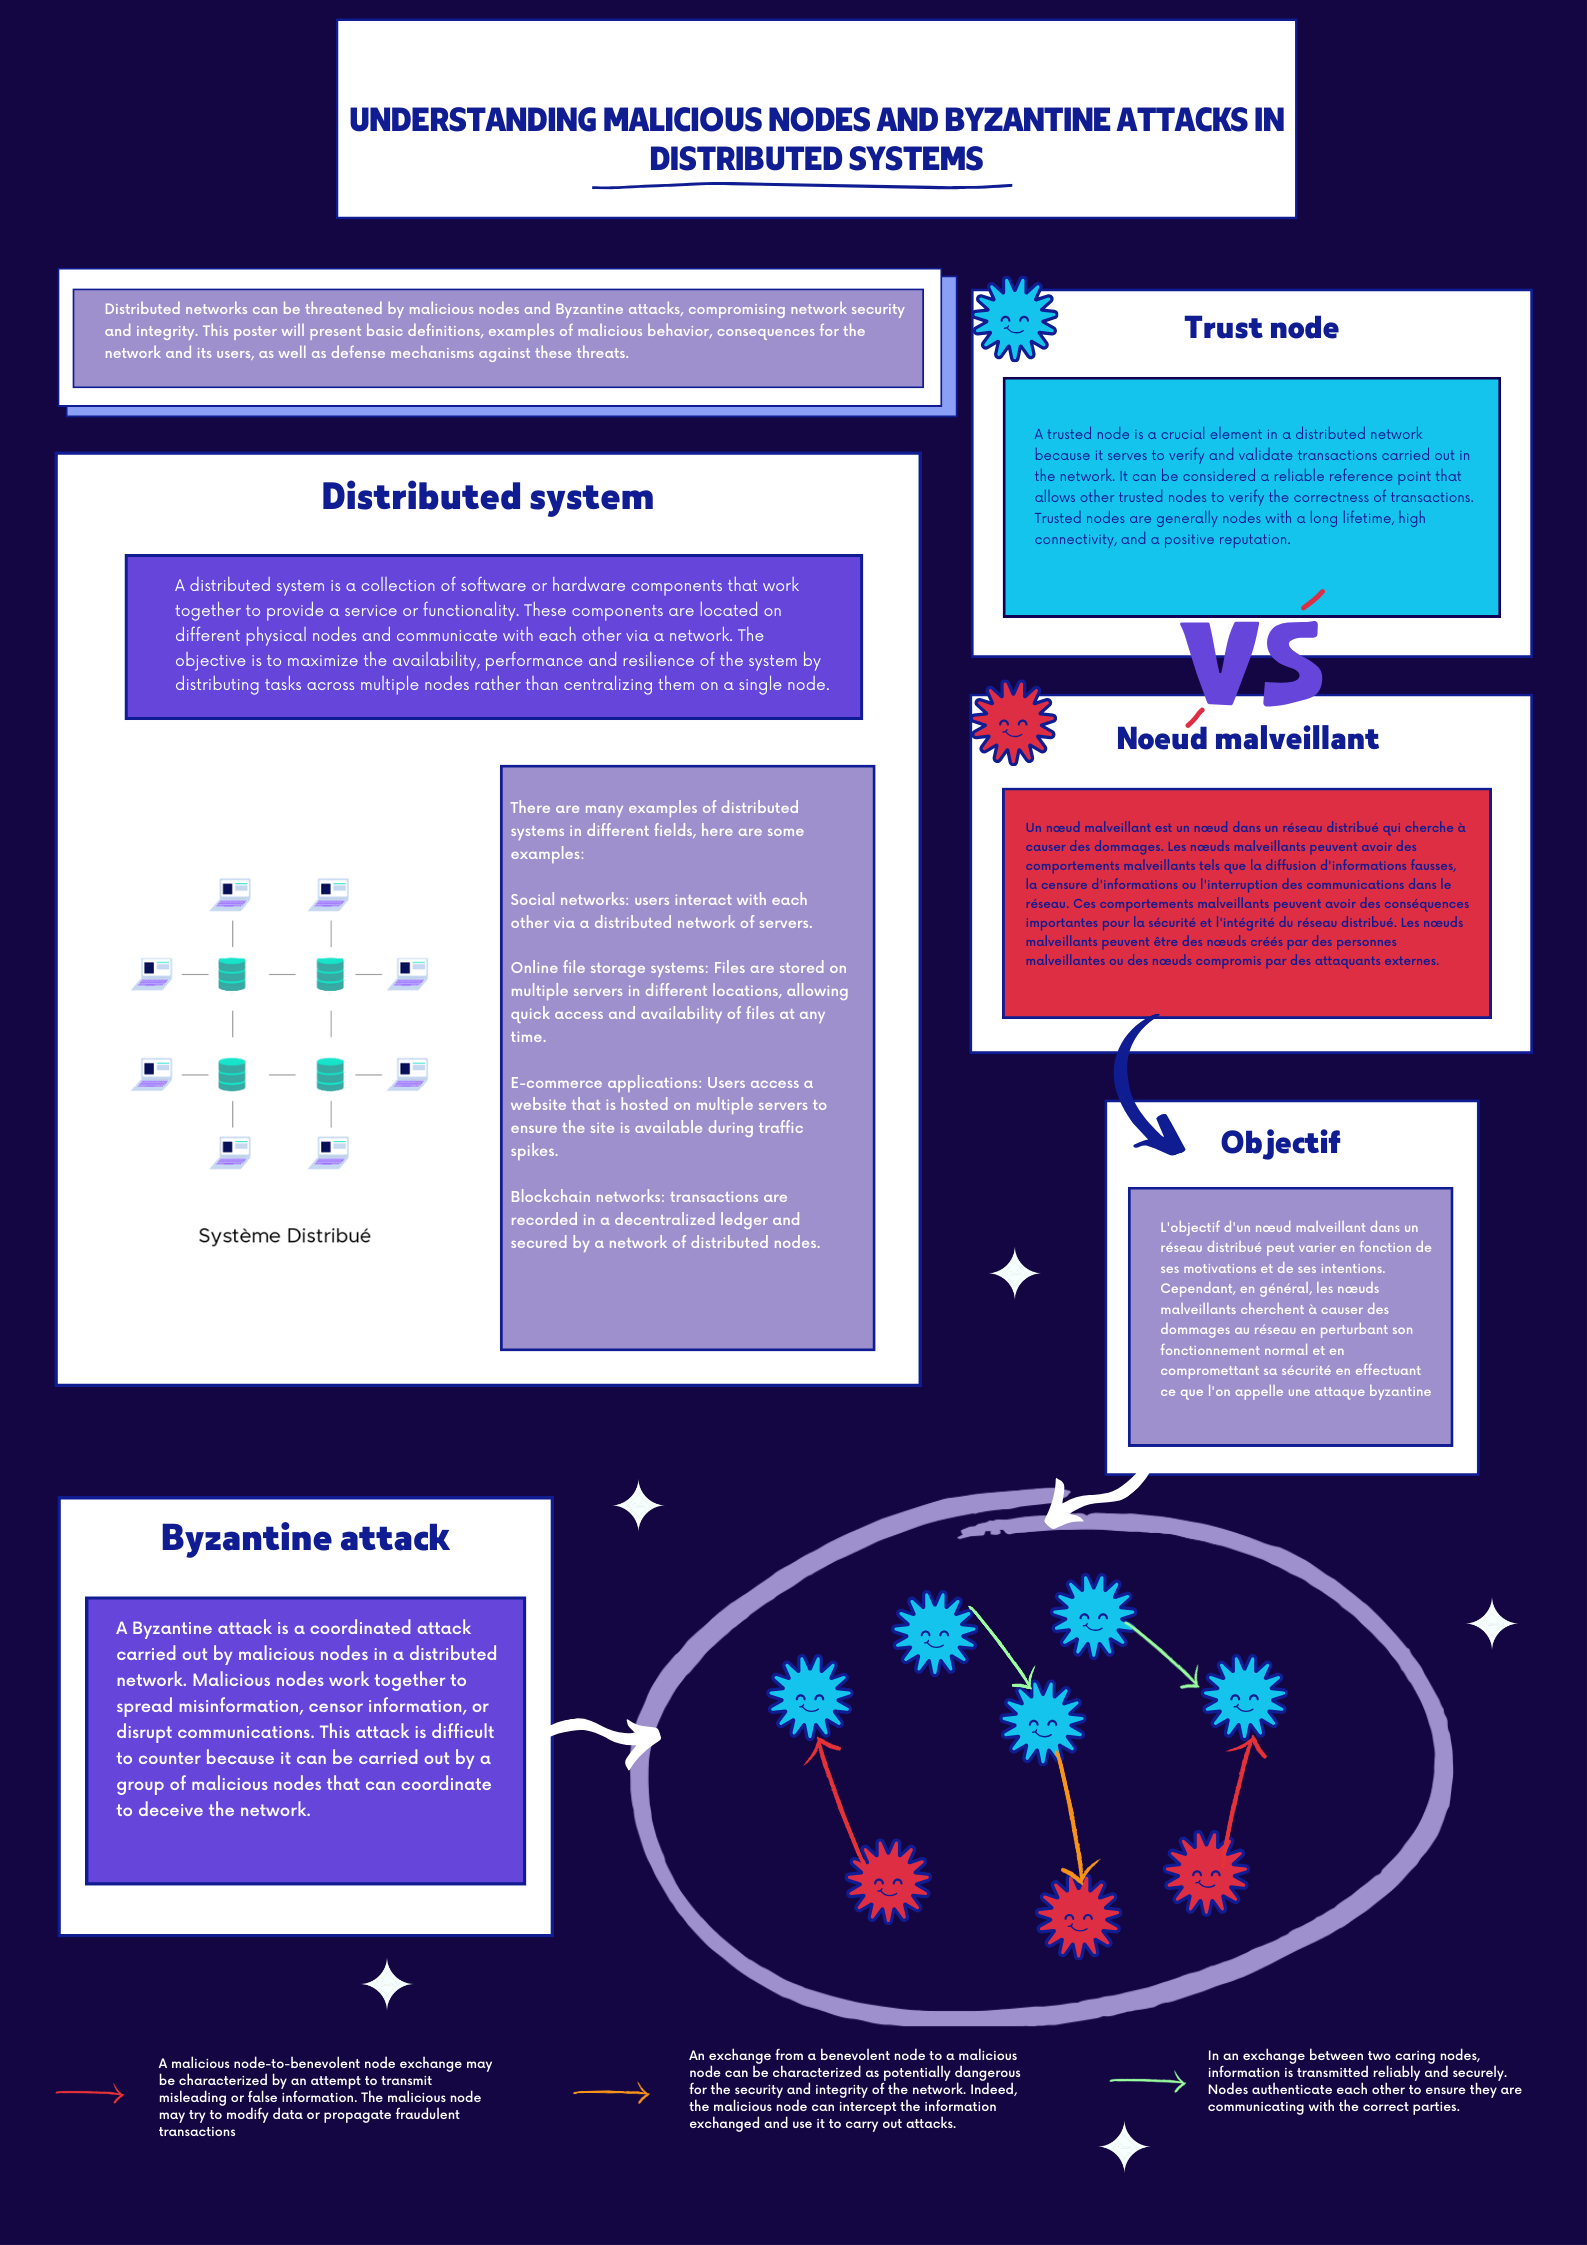 UNDERSTANDING MALICIOUS NODES AND BYZANTINE ATTACKS IN
DISTRIBUTED SYSTEMS
Distributed networks can be threatened by malicious nodes and Byzantine attacks, compromising network security
and integrity. This poster will present basic definitions, examples of malicious behavior, consequences for the
network and its users, as well as defense mechanisms against these threats.
Distributed system
A distributed system is a collection of software or hardware components that work
together to provide a service or functionality. These components are located on
different physical nodes and communicate with each other via a network. The
objective is to maximize the availability, performance and resilience of the system by
distributing tasks across multiple nodes rather than centralizing them on a single node.
There are many examples of distributed
systems in different fields, here are some
examples:
Social networks: users interact with each
other via a distributed network of servers.
Online file storage systems: Files are stored on
multiple servers in different locations, allowing
quick access and availability of files at any
time.
E-commerce applications: Users access a
website that is hosted on multiple servers to
ensure the site is available during traffic
spikes.
Blockchain networks: transactions are
recorded in a decentralized ledger and
secured by a network of distributed nodes.
Système Distribué
Trust node
A trusted node is a crucial element in a distributed network
because it serves to verify and validate transactions carried out in
the network. It can be considered a reliable reference point that
allows other trusted nodes to verify the correctness of transactions.
Trusted nodes are generally nodes with a long lifetime, high
connectivity, and a positive reputation.
VS
Noeud malveillant
Un nœud malveillant est un nœud dans un réseau distribué qui cherche à
causer des dommages. Les nœuds malveillants peuvent avoir des
comportements malveillants tels que la diffusion d'informations fausses,
la censure d'informations ou l'interruption des communications dans le
réseau. Ces comportements malveillants peuvent avoir des conséquences
importantes pour la sécurité et l'intégrité du réseau distribué. Les nœuds
malveillants peuvent être des nœuds créés par des personnes
malveillantes ou des nœuds compromis par des attaquants externes.
Objectif
L'objectif d'un nœud malveillant dans un
réseau distribué peut varier en fonction de
ses motivations et de ses intentions.
Cependant, en général, les nœuds
malveillants cherchent à causer des
dommages au réseau en perturbant son
fonctionnement normal et en
compromettant sa sécurité en effectuant
ce que l'on appelle une attaque byzantine
Byzantine attack
A Byzantine attack is a coordinated attack
carried out by malicious nodes in a distributed
network. Malicious nodes work together to
spread misinformation, censor information, or
disrupt communications. This attack is difficult
to counter because it can be carried out by a
group of malicious nodes that can coordinate
to deceive the network.
A malicious node-to-benevolent node exchange may
be characterized by an attempt to transmit
misleading or false information. The malicious node
may try to modify data or propagate fraudulent
transactions
An exchange from a benevolent node to a malicious
node can be characterized as potentially dangerous
for the security and integrity of the network. Indeed,
the malicious node can intercept the information
exchanged and use it to carry out attacks.
In an exchange between two caring nodes,
information is transmitted reliably and securely.
Nodes authenticate each other to ensure they are
communicating with the correct parties.